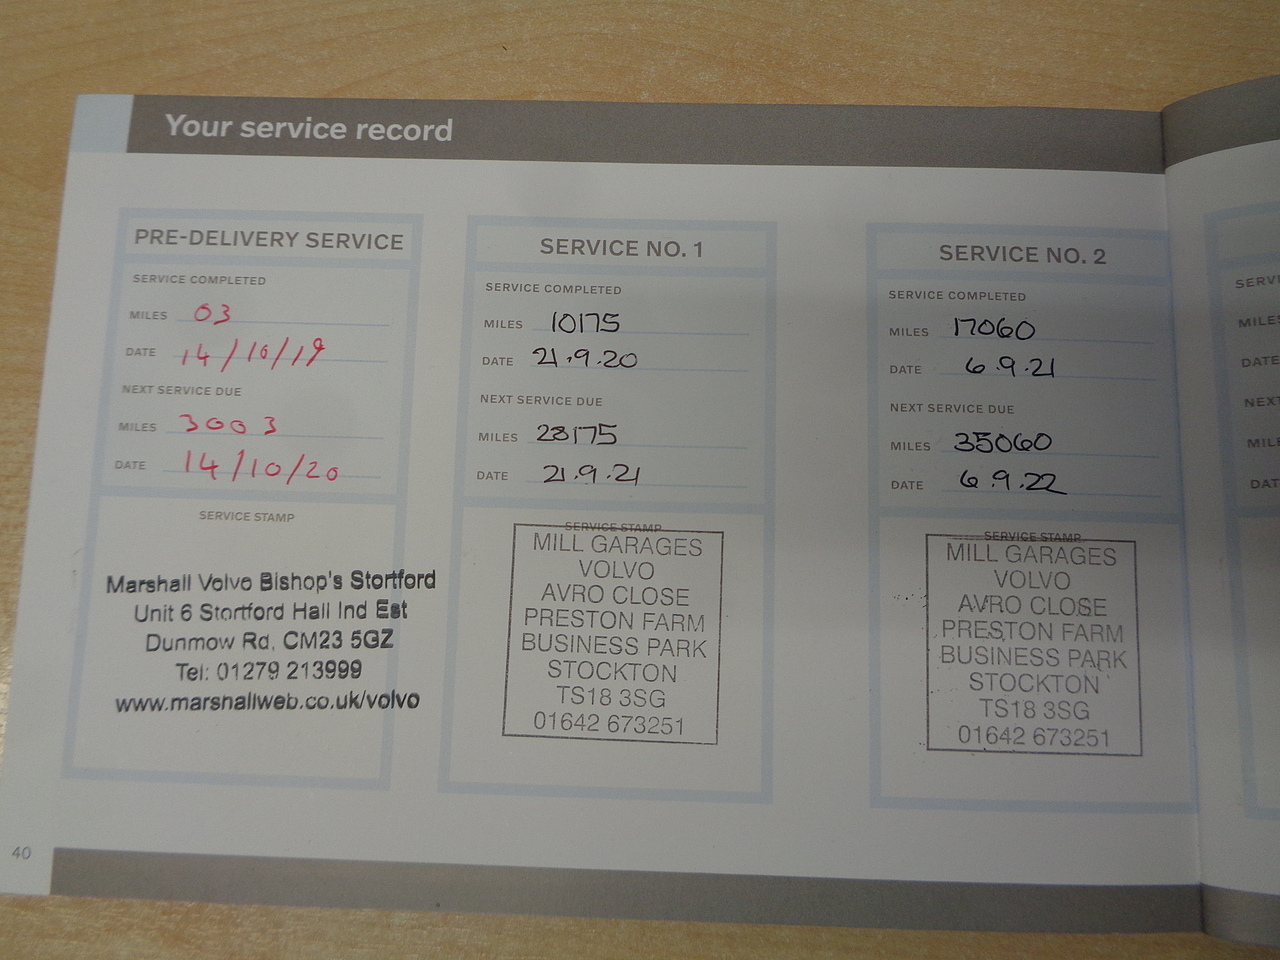 Your service record
PRE-DELIVERY SERVICE
SERVICE COMPLETED
MILES 03
DATE 14/10/19
NEXT SERVICE DUE
MILES 3003
DATE 14/10/20
SERVICE STAMP
Marshall Volvo Bishop's Stortford
Unit 6 Stortford Hall Ind Est
Dunmow Rd, CM23 5GZ
Tel: 01279 213999
www.marshallweb.co.uk/volvo
SERVICE NO. 1
SERVICE COMPLETED
MILES 10175
DATE 21.9.20
NEXT SERVICE DUE
MILES 28175
DATE 21.9.21
SERVICE STAMP
MILL GARAGES
VOLVO
AVRO CLOSE
PRESTON FARM
BUSINESS PARK
STOCKTON
TS18 3SG
01642 673251
SERVICE NO. 2
SERVICE COMPLETED
MILES 17060
DATE 6.9.21
NEXT SERVICE DUE
MILES 35060
DATE 6.9.22
SERVICE STAMP
MILL GARAGES
VOLVO
AVRO CLOSE
PRESTON FARM
BUSINESS PARK
STOCKTON
TS18 3SG
01642 673251
40